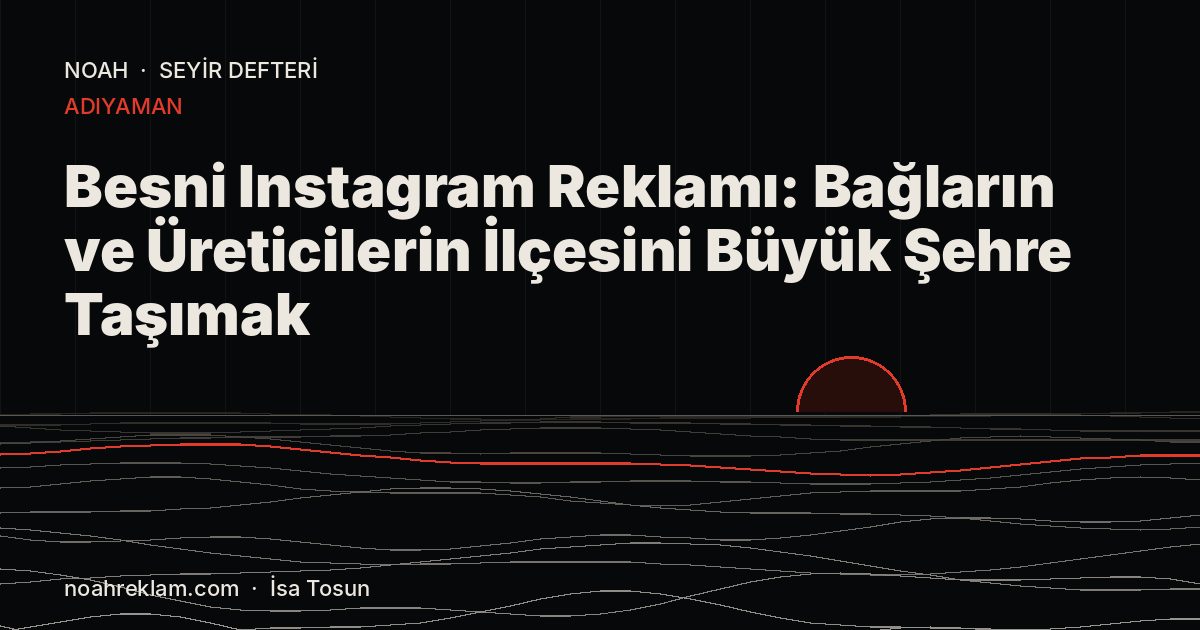 NOAH · SEYİR DEFTERİ
ADIYAMAN
Besni Instagram Reklamı: Bağların
ve Üreticilerin İlçesini Büyük Şehre
Taşımak
noahreklam.com · İsa Tosun